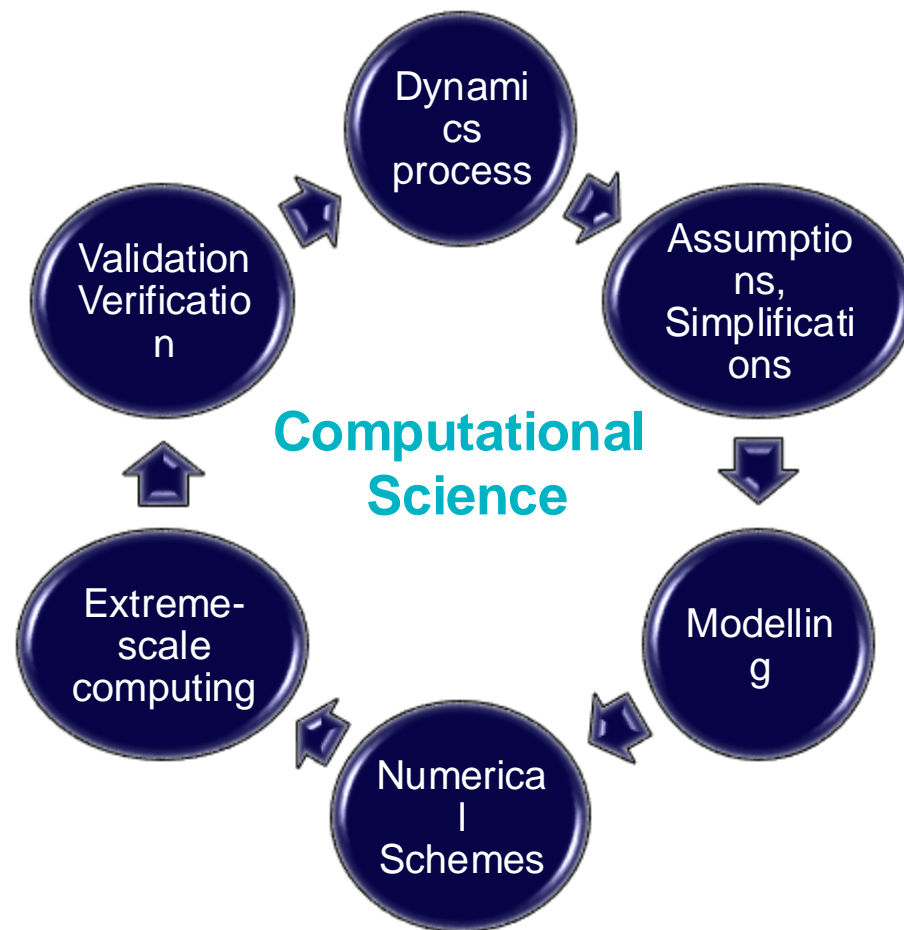 Dynami
cs
process
Assumptio
ns,
Simplificati
ons
Modellin
g
Numerica
l
Schemes
Extreme-
scale
computing
Validation
Verificatio
n
Computational
Science